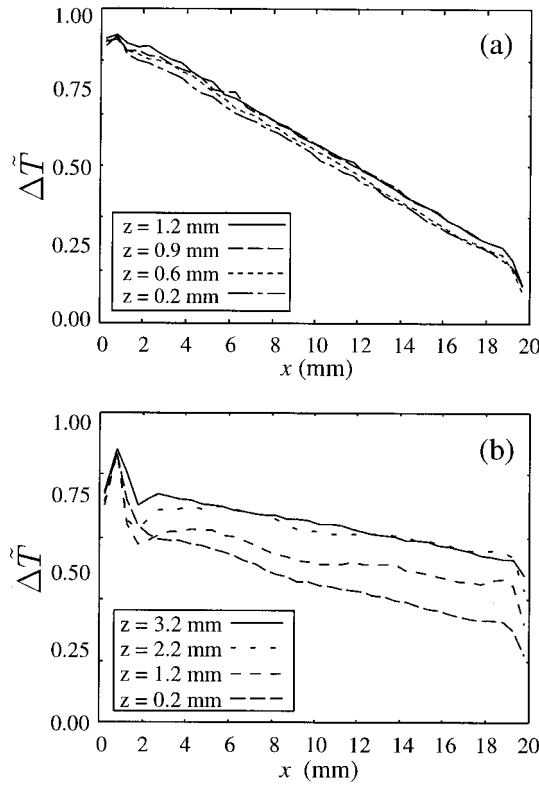 1.00
(a)
0.75
0.50
ΔT̃
0.25
z = 1.2 mm
z = 0.9 mm
z = 0.6 mm
z = 0.2 mm
0.00
0 2 4 6 8 10 12 14 16 18 20
x (mm)
1.00
(b)
0.75
0.50
ΔT̃
0.25
z = 3.2 mm
z = 2.2 mm
z = 1.2 mm
z = 0.2 mm
0.00
0 2 4 6 8 10 12 14 16 18 20
x (mm)